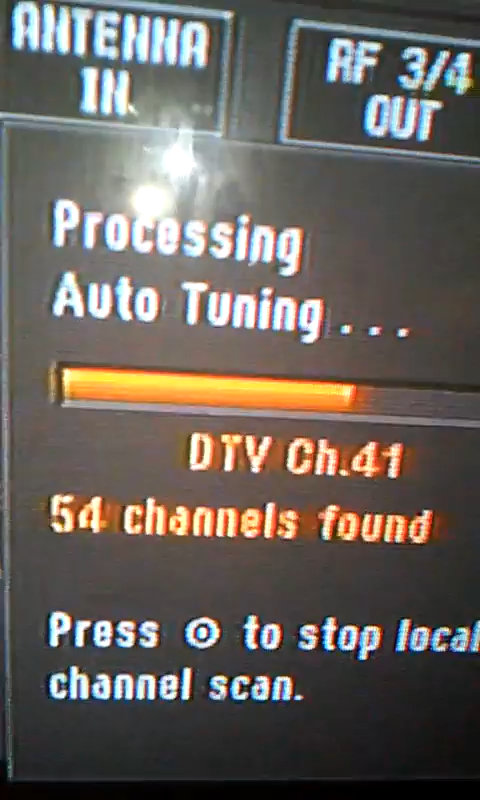 ANTENNA
IN
RF 3/4
OUT
Processing
Auto Tuning...
DTV Ch.41
54 channels found
Press to stop local
channel scan.